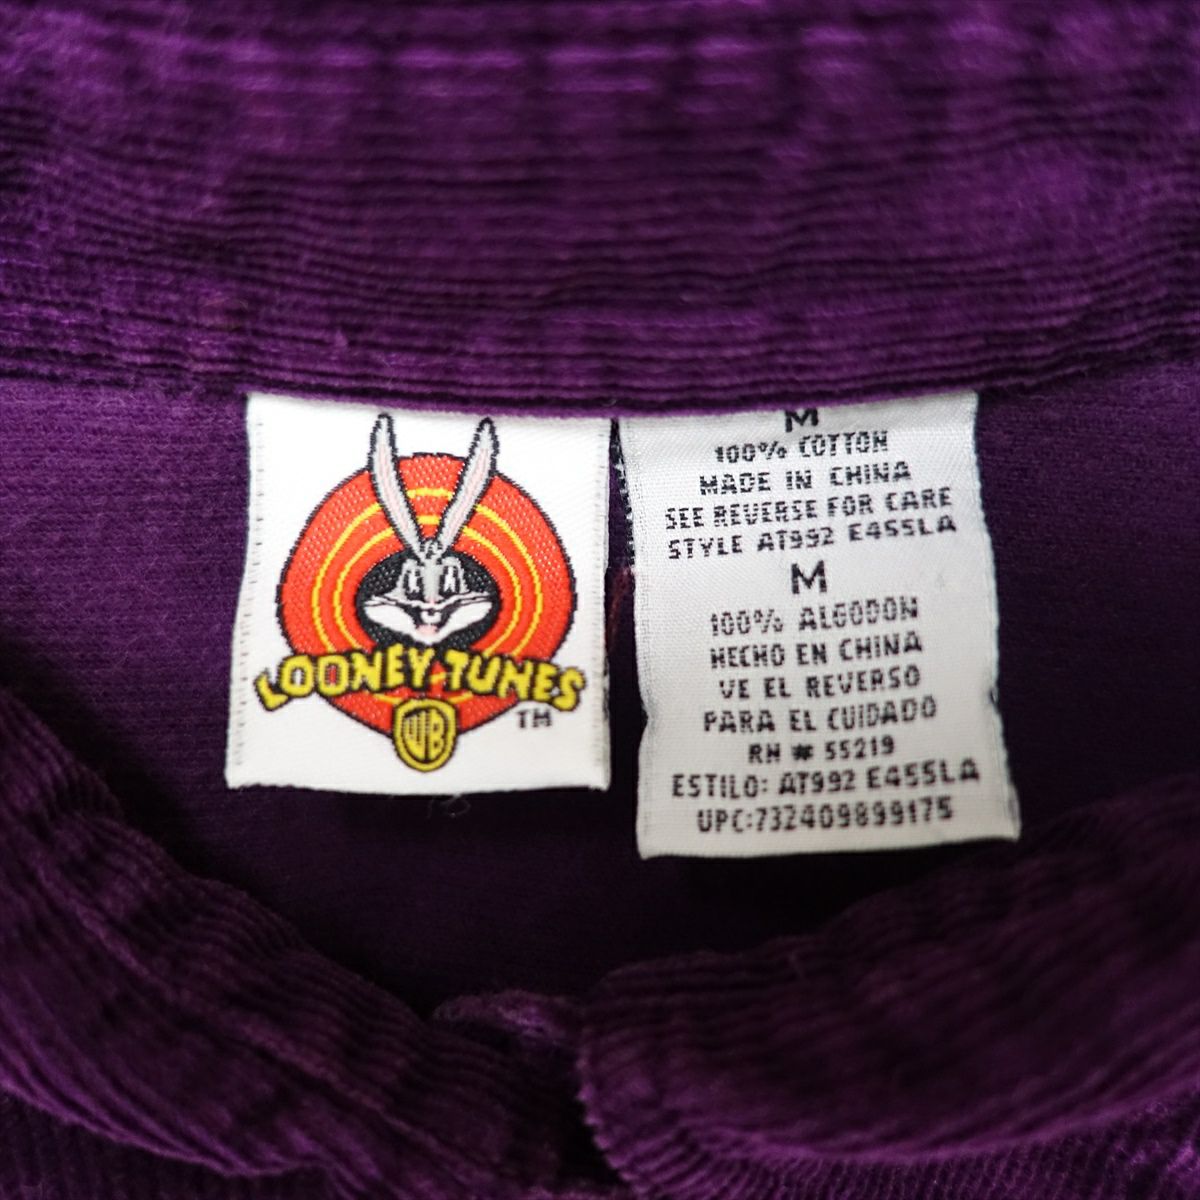 LOONEY TUNES
TM
WB
M
100% COTTON
MADE IN CHINA
SEE REVERSE FOR CARE
STYLE AT992 E455LA
M
100% ALGODON
HECHO EN CHINA
VE EL REVERSO
PARA EL CUIDADO
RN # 55219
ESTILO: AT992 E455LA
UPC:732409899175